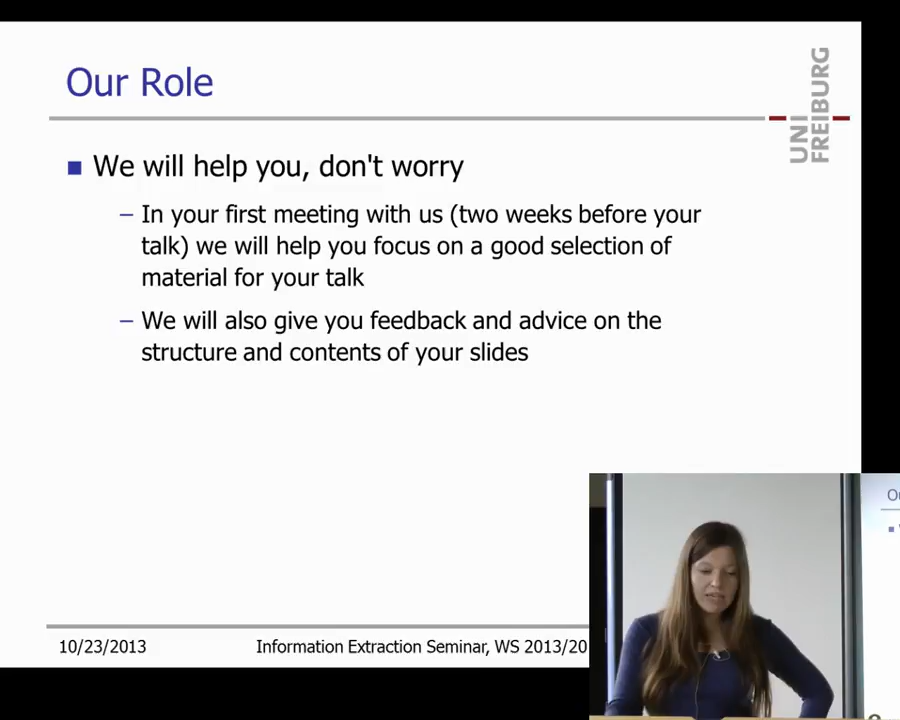 Our Role
UNI
FREIBURG
We will help you, don't worry
– In your first meeting with us (two weeks before your
talk) we will help you focus on a good selection of
material for your talk
– We will also give you feedback and advice on the
structure and contents of your slides
10/23/2013
Information Extraction Seminar, WS 2013/20